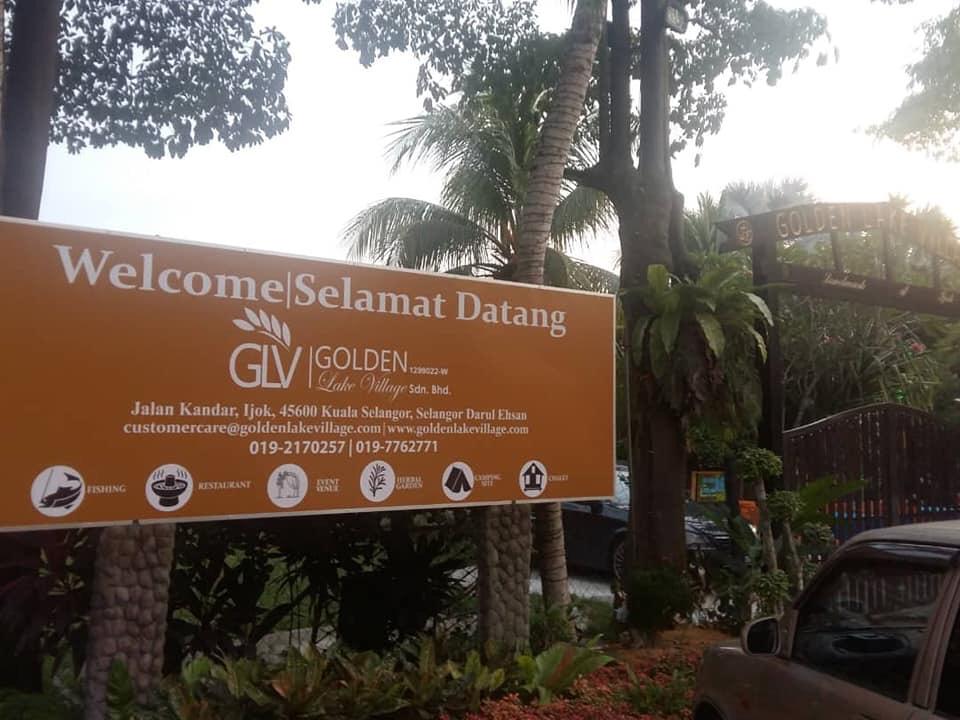 Welcome|Selamat Datang
GLV | GOLDEN 1299022-W
Lake Village Sdn. Bhd.
Jalan Kandar, Ijok, 45600 Kuala Selangor, Selangor Darul Ehsan
customercare@goldenlakevillage.com | www.goldenlakevillage.com
019-2170257 | 019-7762771
FISHING
RESTAURANT
EVENT
VENUE
HERBAL
GARDEN
CAMPING
SITE
CHALET
GOLDEN